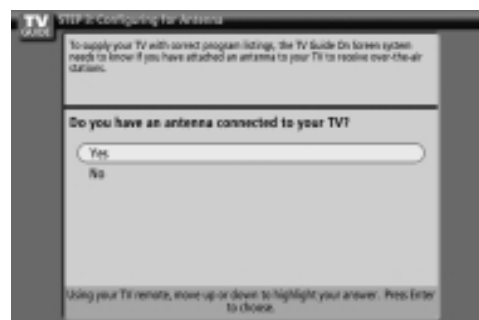 TV
GUIDE
STEP 3: Configuring for Antenna
To supply your TV with correct program listings, the TV Guide On Screen system
needs to know if you have attached an antenna to your TV to receive over-the-air
stations.
Do you have an antenna connected to your TV?
Yes
No
Using your TV remote, move up or down to highlight your answer. Press Enter
to choose.